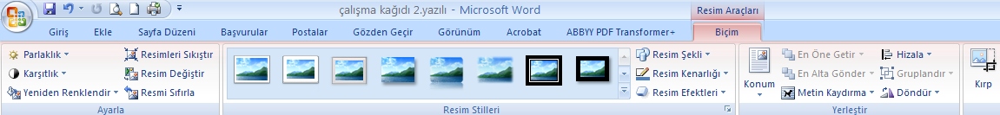 çalışma kağıdı 2.yazılı - Microsoft Word
Resim Araçları
Giriş Ekle Sayfa Düzeni Başvurular Postalar Gözden Geçir Görünüm Acrobat ABBYY PDF Transformer+ Biçim
Parlaklık
Karşıtlık
Yeniden Renklendir
Resimleri Sıkıştır
Resim Değiştir
Resmi Sıfırla
Ayarla
Resim Şekli
Resim Kenarlığı
Resim Efektleri
Resim Stilleri
Konum
En Öne Getir
En Alta Gönder
Metin Kaydırma
Hizala
Gruplandır
Döndür
Yerleştir
Kırp